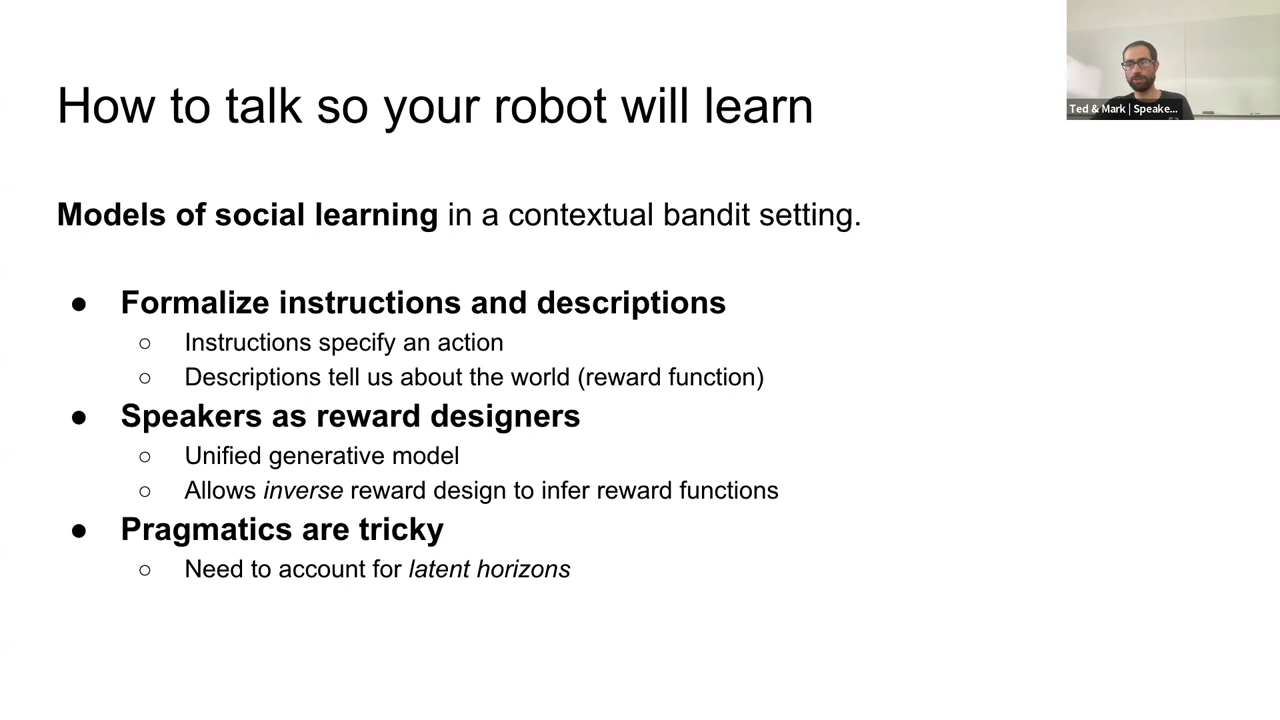 Ted & Mark | Speake...
How to talk so your robot will learn
Models of social learning in a contextual bandit setting.
● Formalize instructions and descriptions
○ Instructions specify an action
○ Descriptions tell us about the world (reward function)
● Speakers as reward designers
○ Unified generative model
○ Allows inverse reward design to infer reward functions
● Pragmatics are tricky
○ Need to account for latent horizons